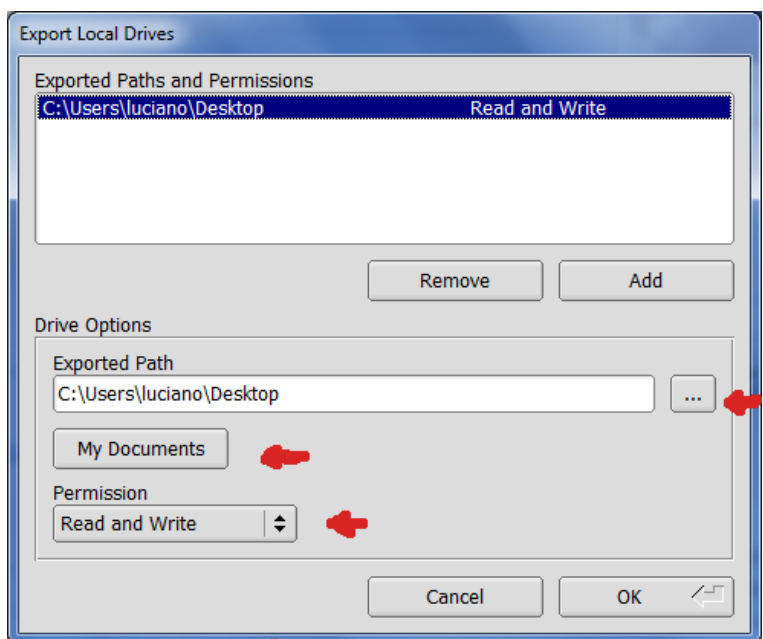 Export Local Drives
Exported Paths and Permissions
C:\Users\luciano\Desktop Read and Write
Remove Add
Drive Options
Exported Path
C:\Users\luciano\Desktop ...
My Documents
Permission
Read and Write
Cancel OK